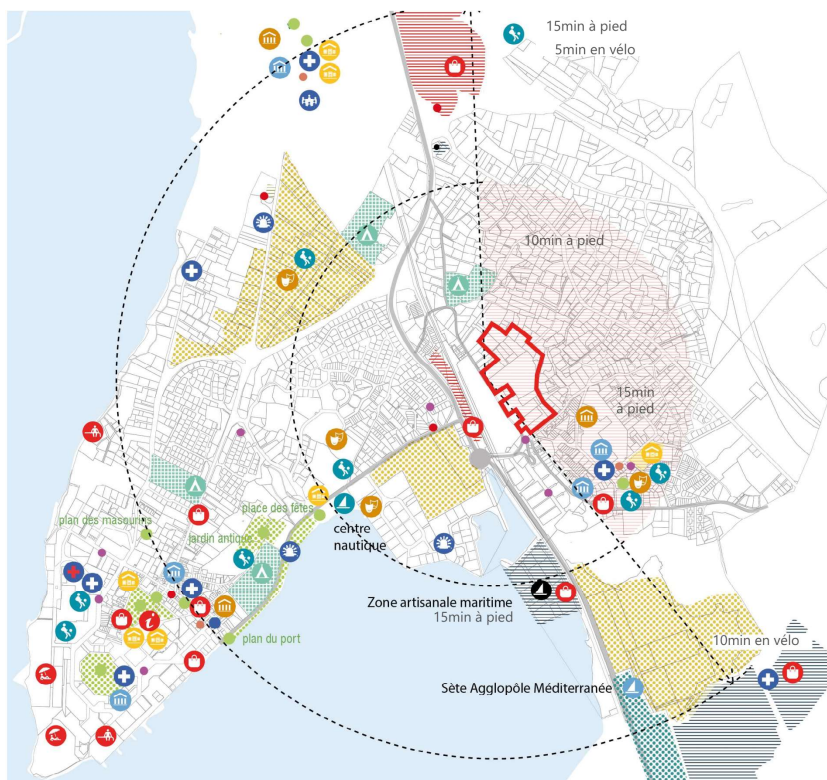 15min à pied
5min en vélo
10min à pied
15min
à pied
place des fêtes
plan des masourins
jardin antique
centre
nautique
Zone artisanale maritime
15min à pied
plan du port
10min en vélo
Sète Agglopôle Méditerranée